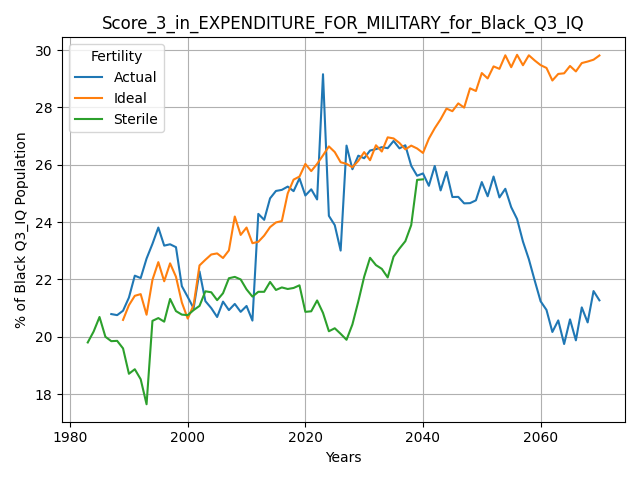 Score_3_in_EXPENDITURE_FOR_MILITARY_for_Black_Q3_IQ
Fertility
Actual
Ideal
Sterile
% of Black Q3_IQ Population
30
28
26
24
22
20
18
1980
2000
2020
2040
2060
Years